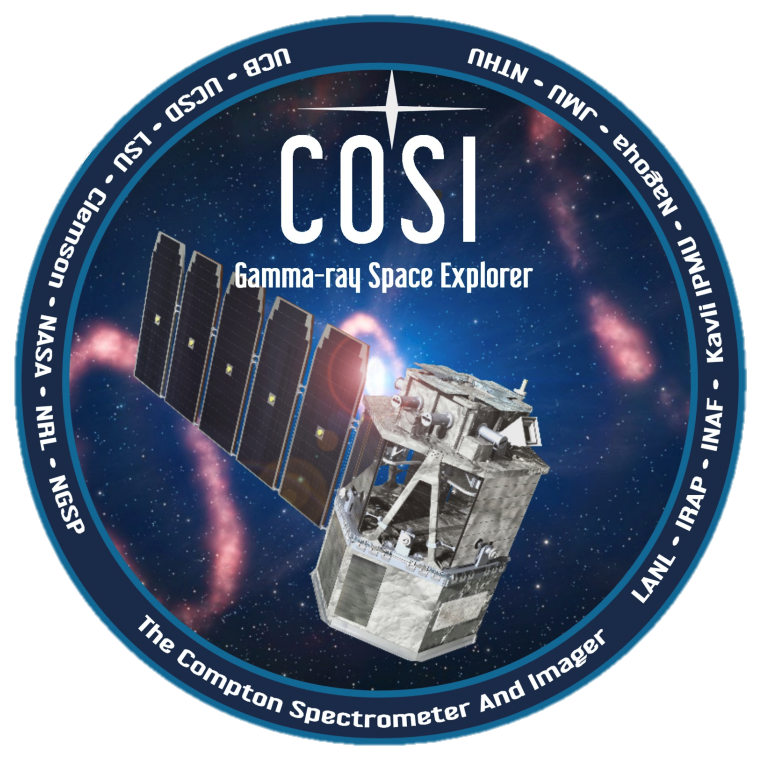 COSI
Gamma-ray Space Explorer
UCB • UCSD • LSU • Clemson • NASA • NRL • NGSP
The Compton Spectrometer And Imager
LANL • IRAP • INAF • Kavli IPMU • Nagoya • JMU • NTHU